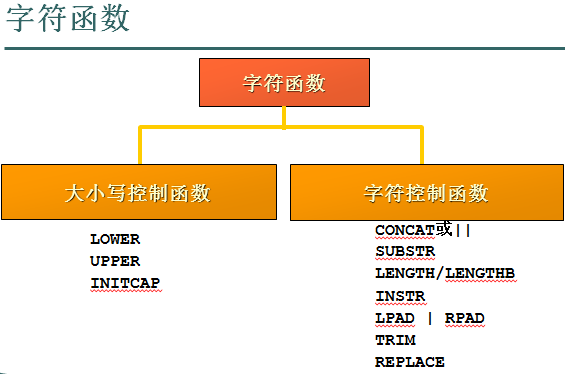 字符函数
字符函数
大小写控制函数
LOWER
UPPER
INITCAP
字符控制函数
CONCAT或||
SUBSTR
LENGTH/LENGTHB
INSTR
LPAD | RPAD
TRIM
REPLACE